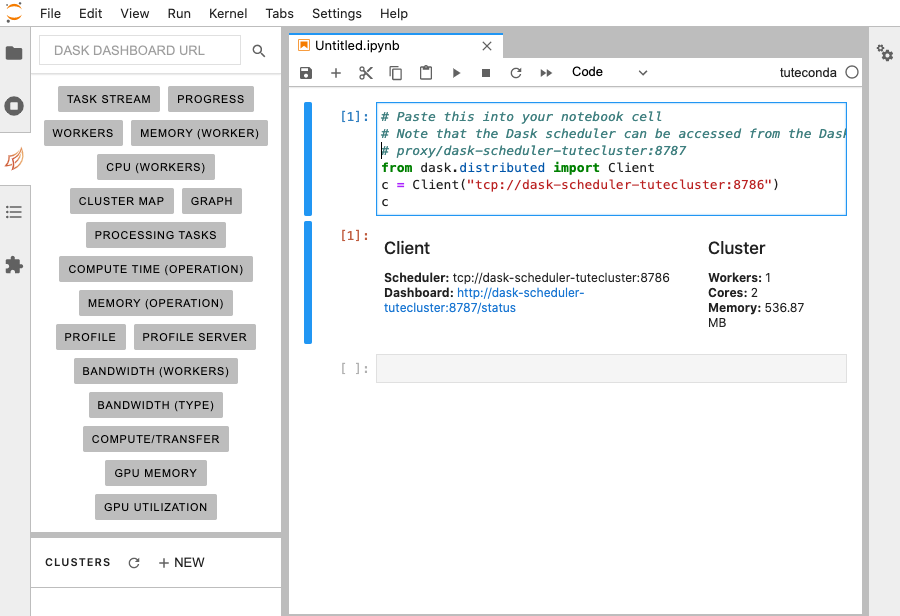 File Edit View Run Kernel Tabs Settings Help
DASK DASHBOARD URL
TASK STREAM PROGRESS
WORKERS MEMORY (WORKER)
CPU (WORKERS)
CLUSTER MAP GRAPH
PROCESSING TASKS
COMPUTE TIME (OPERATION)
MEMORY (OPERATION)
PROFILE PROFILE SERVER
BANDWIDTH (WORKERS)
BANDWIDTH (TYPE)
COMPUTE/TRANSFER
GPU MEMORY
GPU UTILIZATION
CLUSTERS + NEW
Untitled.ipynb
Code tuteconda
[1]:
# Paste this into your notebook cell
# Note that the Dask scheduler can be accessed from the Dask
# proxy/dask-scheduler-tutecluster:8787
from dask.distributed import Client
c = Client("tcp://dask-scheduler-tutecluster:8786")
c
[1]:
Client
Scheduler: tcp://dask-scheduler-tutecluster:8786
Dashboard: http://dask-scheduler-
tutecluster:8787/status
Cluster
Workers: 1
Cores: 2
Memory: 536.87
MB
[ ]: